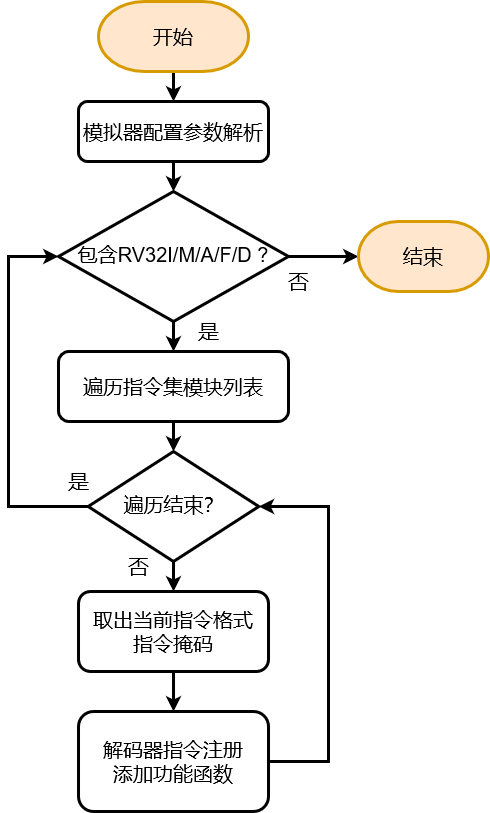 开始
模拟器配置参数解析
包含RV32I/M/A/F/D？
否
结束
是
遍历指令集模块列表
是
遍历结束?
否
取出当前指令格式
指令掩码
解码器指令注册
添加功能函数